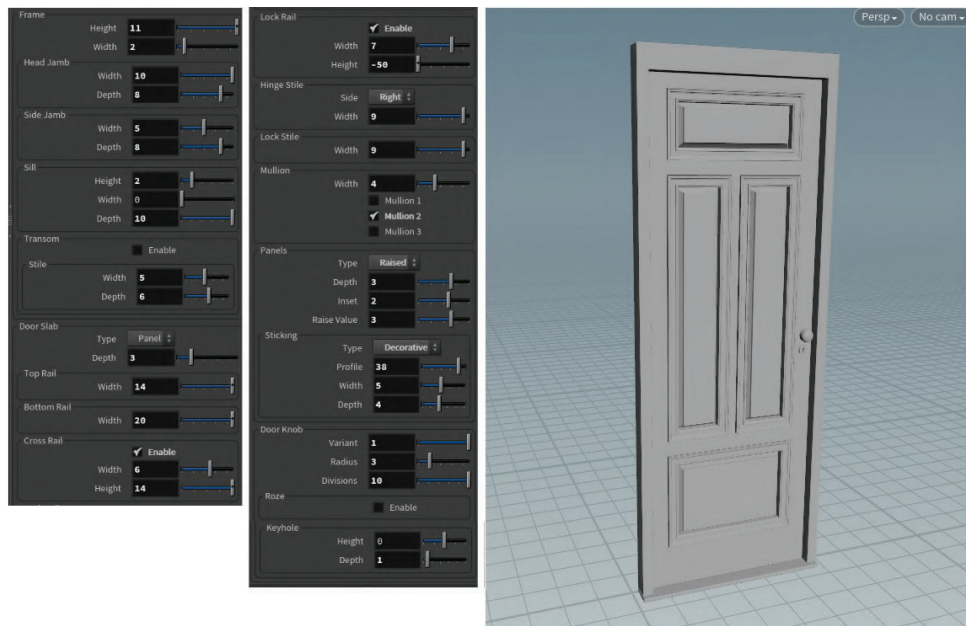 Frame
Height 11
Width 2
Head Jamb
Width 10
Depth 8
Side Jamb
Width 5
Depth 8
Sill
Height 2
Width 0
Depth 10
Transom
Enable
Stile
Width 5
Depth 6
Door Slab
Type Panel
Depth 3
Top Rail
Width 14
Bottom Rail
Width 20
Cross Rail
Enable
Width 6
Height 14
Lock Rail
Enable
Width 7
Height -50
Hinge Stile
Side Right
Width 9
Lock Stile
Width 9
Mullion
Width 4
Mullion 1
Mullion 2
Mullion 3
Panels
Type Raised
Depth 3
Inset 2
Raise Value 3
Sticking
Type Decorative
Profile 38
Width 5
Depth 4
Door Knob
Variant 1
Radius 3
Divisions 10
Roze
Enable
Keyhole
Height 0
Depth 1
Persp No cam